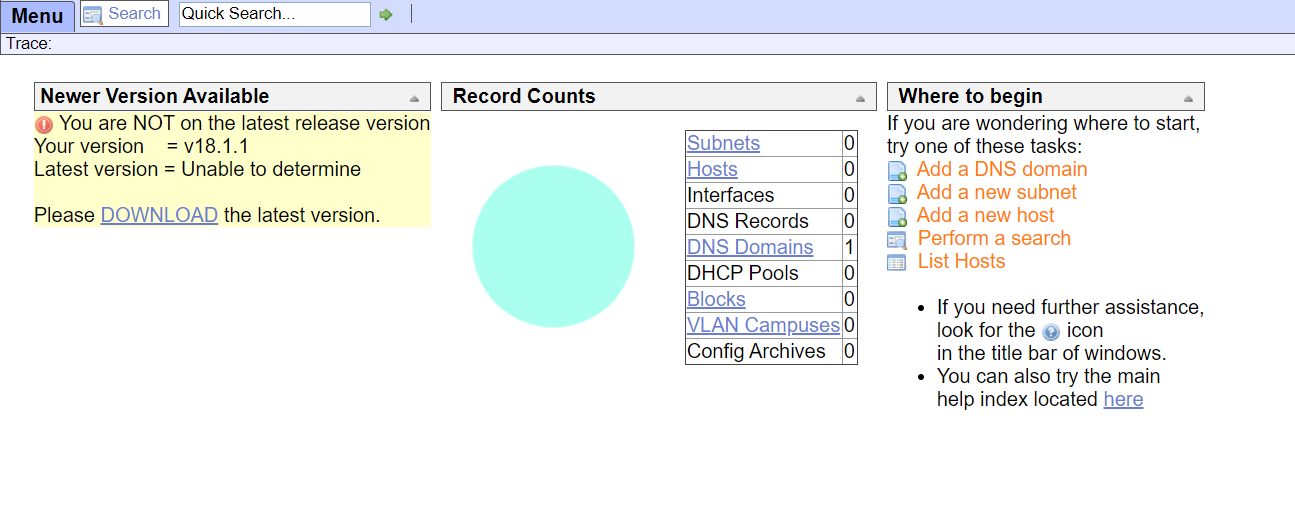 Menu Search Quick Search...
Trace:
Newer Version Available
You are NOT on the latest release version
Your version = v18.1.1
Latest version = Unable to determine
Please DOWNLOAD the latest version.
Record Counts
Subnets 0
Hosts 0
Interfaces 0
DNS Records 0
DNS Domains 1
DHCP Pools 0
Blocks 0
VLAN Campuses 0
Config Archives 0
Where to begin
If you are wondering where to start,
try one of these tasks:
Add a DNS domain
Add a new subnet
Add a new host
Perform a search
List Hosts
• If you need further assistance,
look for the ? icon
in the title bar of windows.
• You can also try the main
help index located here